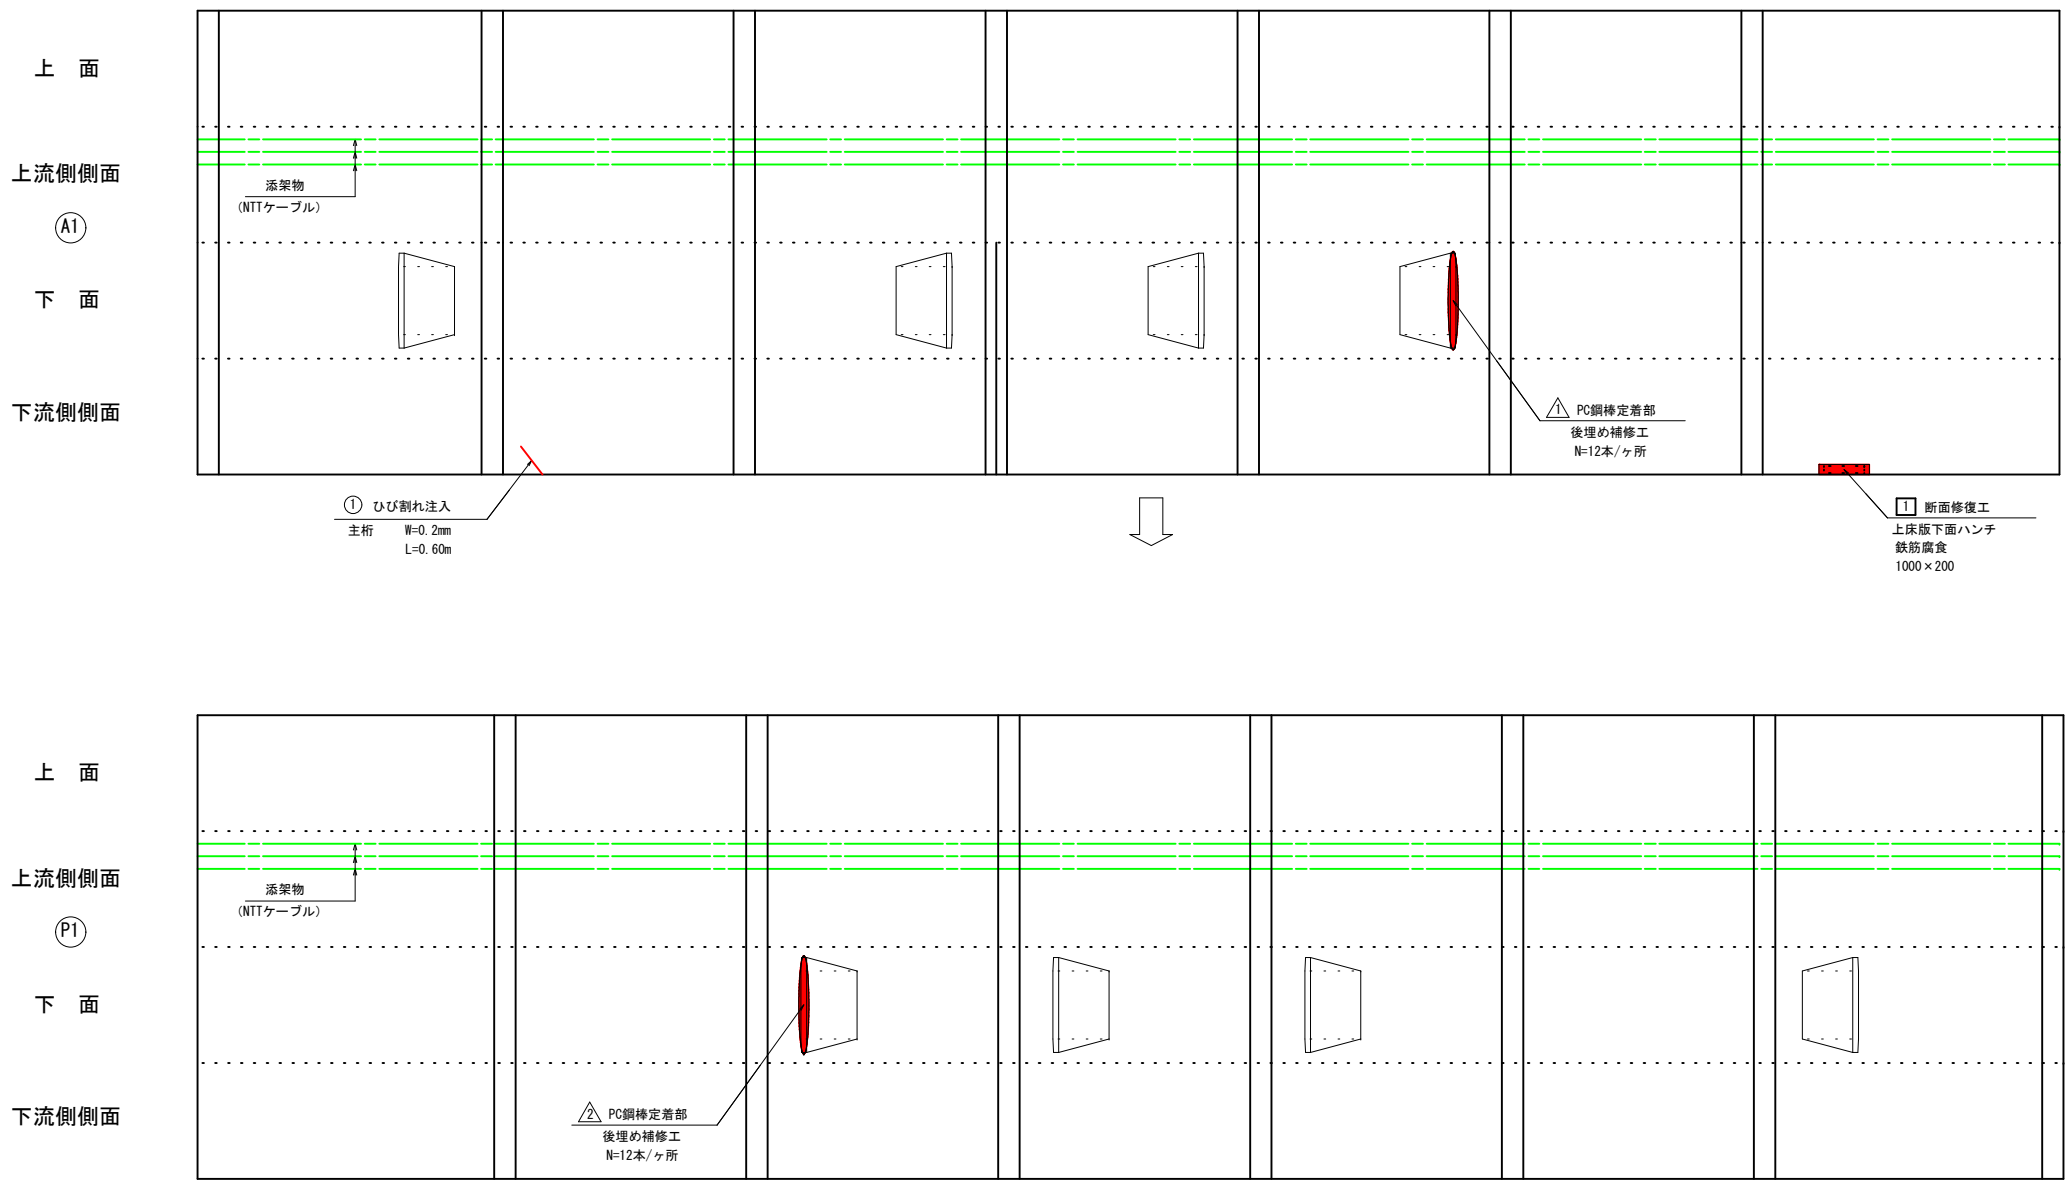 上　面
上流側側面
添架物
(NTTケーブル)
A1
下　面
下流側側面
1 PC鋼棒定着部
後埋め補修工
N=12本/ヶ所
1 ひび割れ注入
主桁 W=0.2mm
L=0.60m
1 断面修復工
上床版下面ハンチ
鉄筋腐食
1000×200
上　面
上流側側面
添架物
(NTTケーブル)
P1
下　面
下流側側面
2 PC鋼棒定着部
後埋め補修工
N=12本/ヶ所